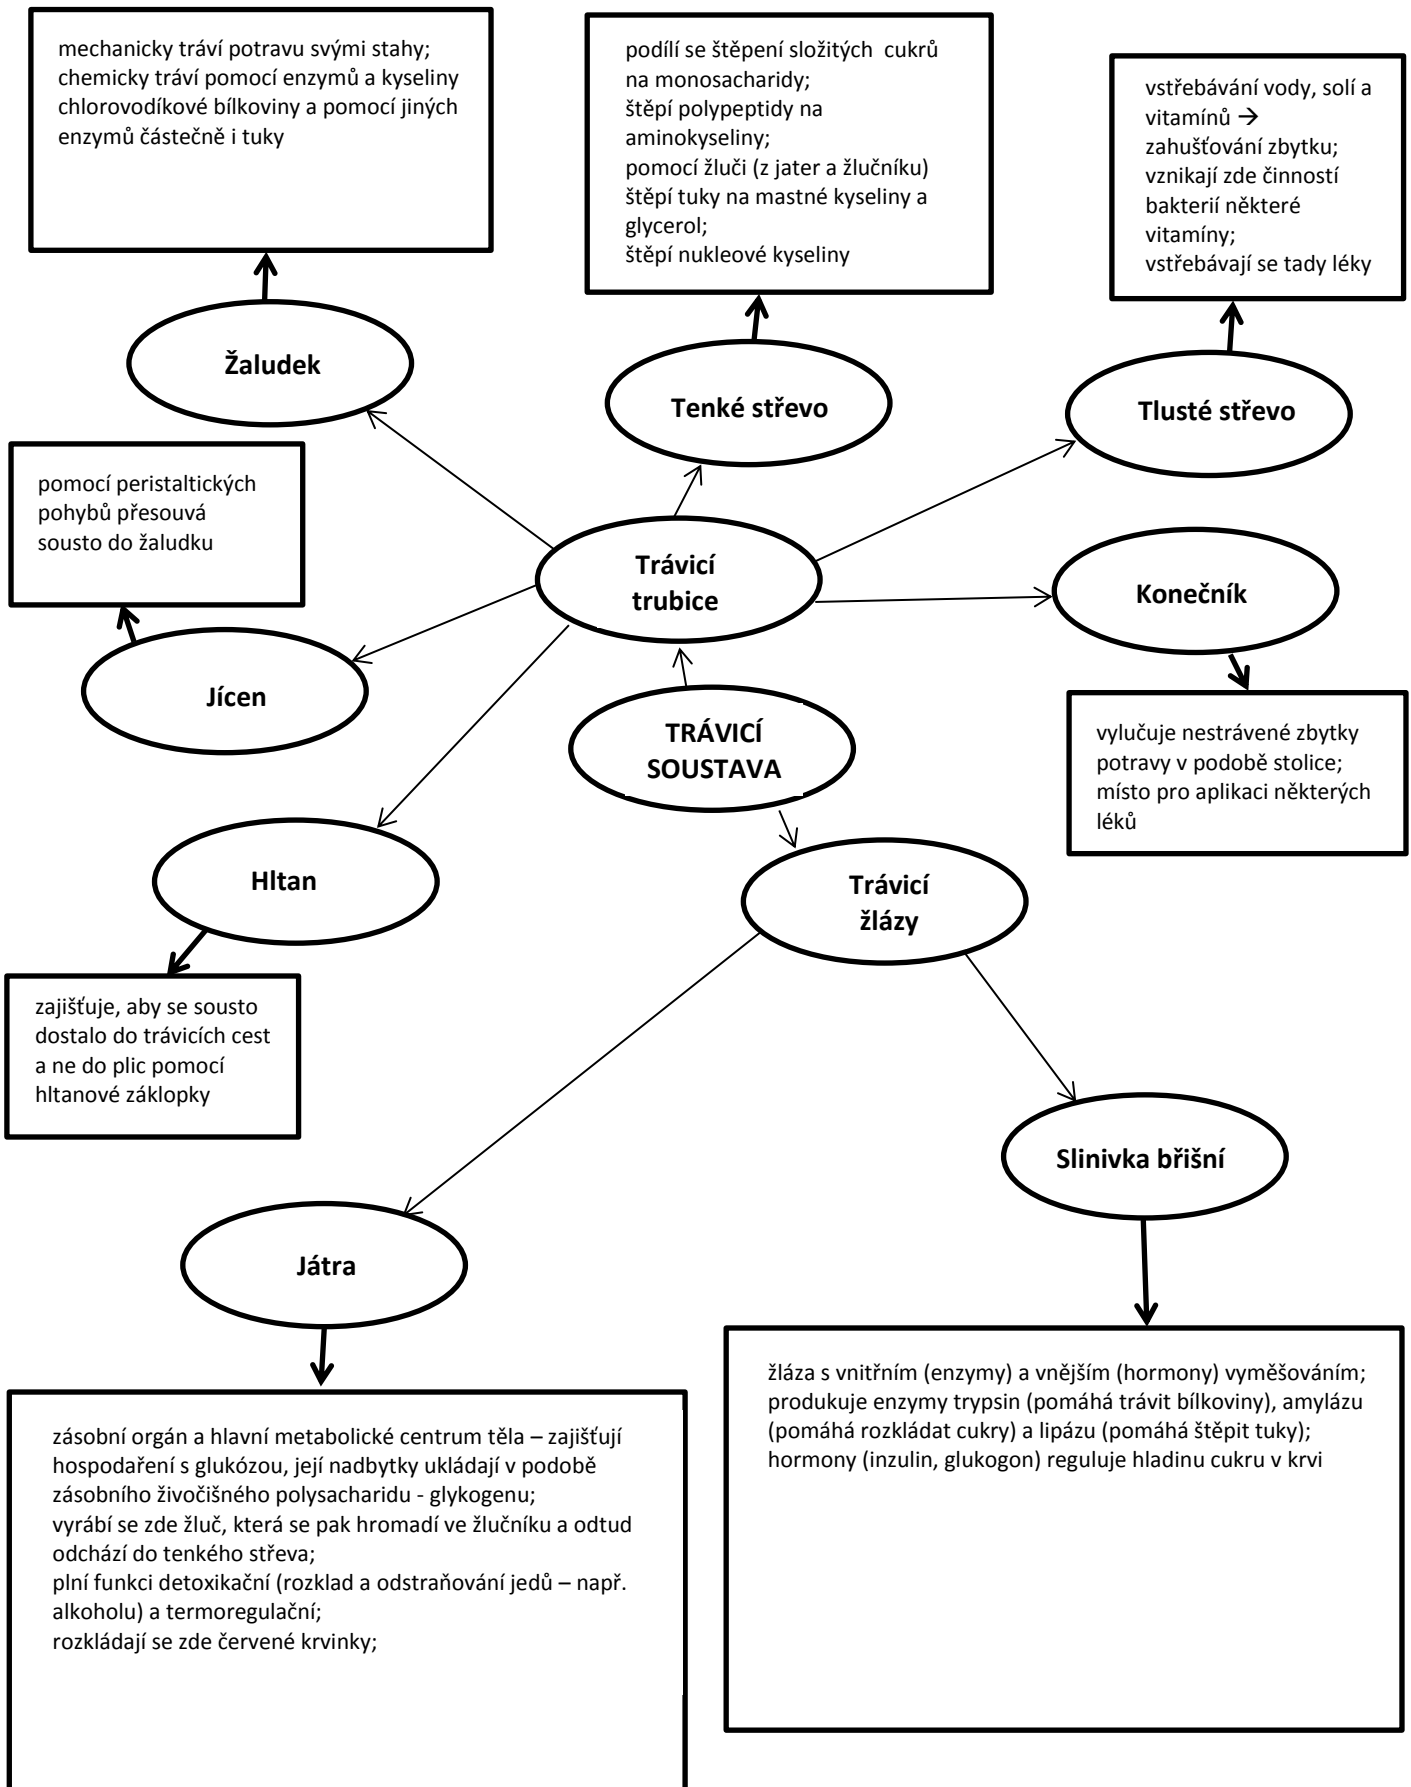 mechanicky tráví potravu svými stahy;
chemicky tráví pomocí enzymů a kyseliny
chlorovodíkové bílkoviny a pomocí jiných
enzymů částečně i tuky
podílí se štěpení složitých  cukrů
na monosacharidy;
štěpí polypeptidy na
aminokyseliny;
pomocí žluči (z jater a žlučníku)
štěpí tuky na mastné kyseliny a
glycerol;
štěpí nukleové kyseliny
vstřebávání vody, solí a
vitamínů →
zahušťování zbytku;
vznikají zde činností
bakterií některé
vitamíny;
vstřebávají se tady léky
Žaludek
Tenké střevo
Tlusté střevo
pomocí peristaltických
pohybů přesouvá
sousto do žaludku
Trávicí
trubice
Konečník
Jícen
TRÁVICÍ
SOUSTAVA
vylučuje nestrávené zbytky
potravy v podobě stolice;
místo pro aplikaci některých
léků
Hltan
Trávicí
žlázy
zajišťuje, aby se sousto
dostalo do trávicích cest
a ne do plic pomocí
hltanové záklopky
Slinivka břišní
Játra
zásobní orgán a hlavní metabolické centrum těla – zajišťují
hospodaření s glukózou, její nadbytky ukládají v podobě
zásobního živočišného polysacharidu - glykogenu;
vyrábí se zde žluč, která se pak hromadí ve žlučníku a odtud
odchází do tenkého střeva;
plní funkci detoxikační (rozklad a odstraňování jedů – např.
alkoholu) a termoregulační;
rozkládají se zde červené krvinky;
žláza s vnitřním (enzymy) a vnějším (hormony) vyměšováním;
produkuje enzymy trypsin (pomáhá trávit bílkoviny), amylázu
(pomáhá rozkládat cukry) a lipázu (pomáhá štěpit tuky);
hormony (inzulin, glukogon) reguluje hladinu cukru v krvi